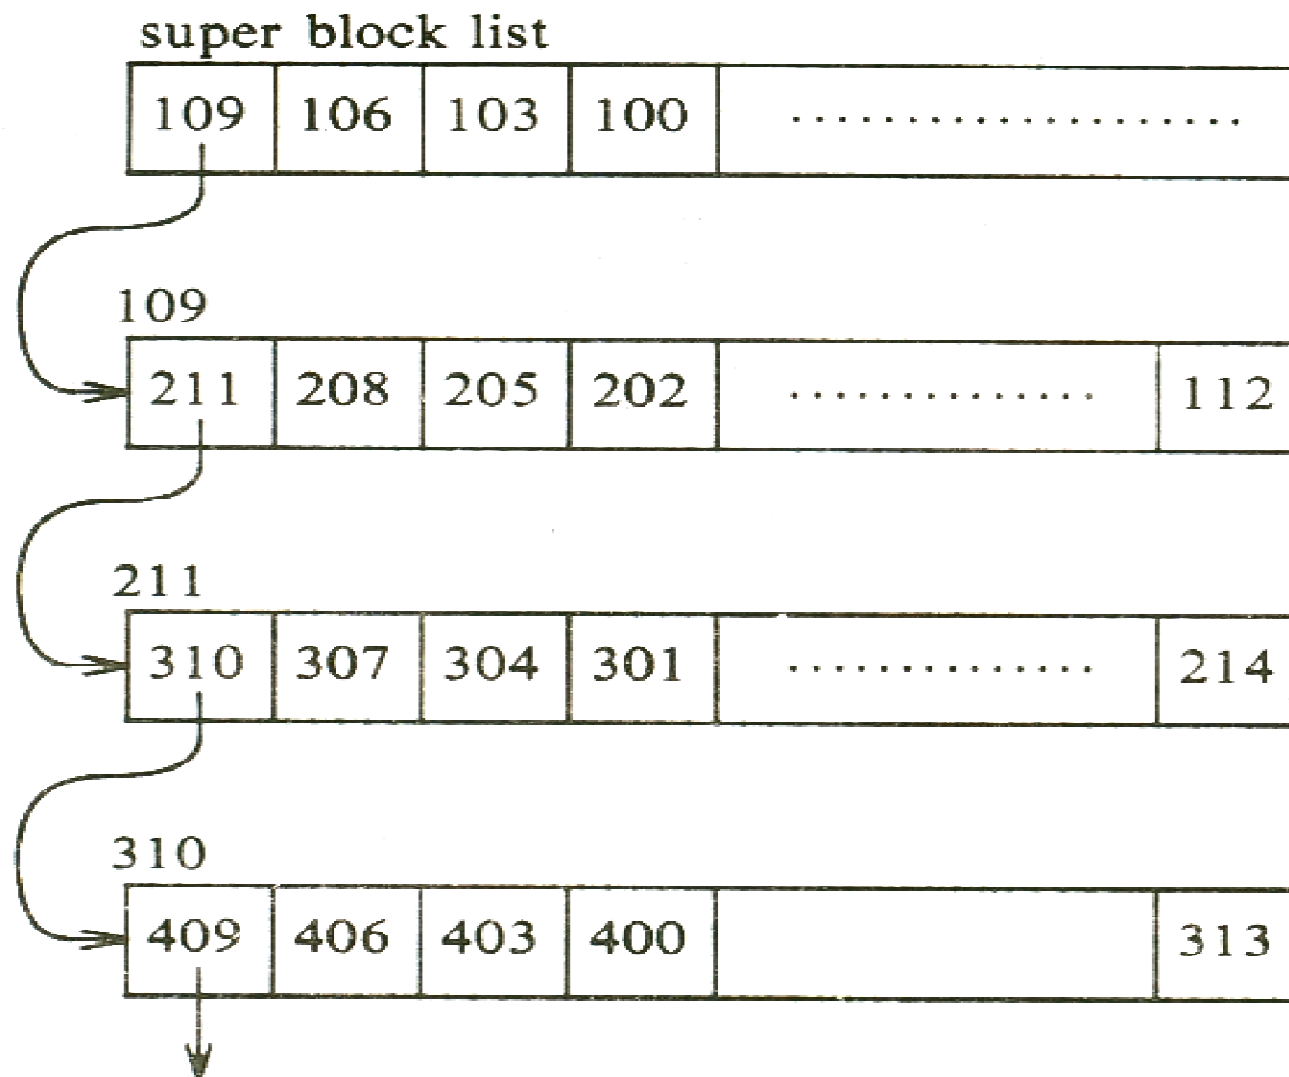 super block list
109 106 103 100 .....................
109
211 208 205 202 .............. 112
211
310 307 304 301 .............. 214
310
409 406 403 400 313